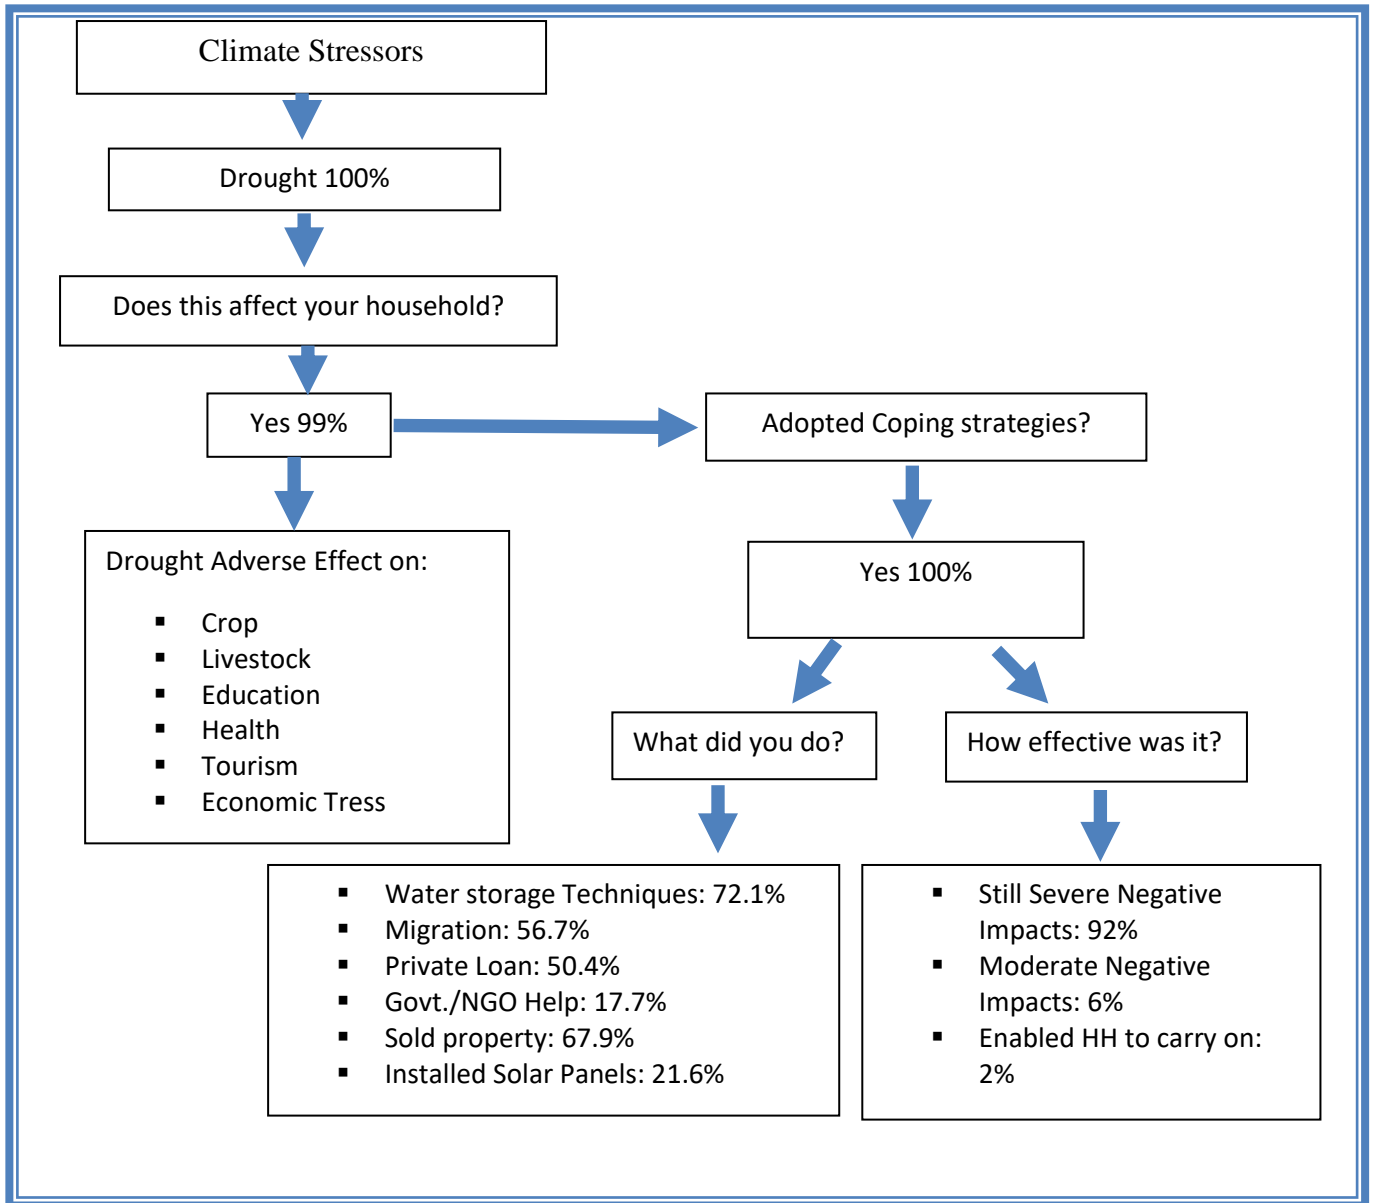 Climate Stressors
Drought 100%
Does this affect your household?
Yes 99%
Adopted Coping strategies?
Drought Adverse Effect on:
▪ Crop
▪ Livestock
▪ Education
▪ Health
▪ Tourism
▪ Economic Tress
Yes 100%
What did you do?
How effective was it?
▪ Water storage Techniques: 72.1%
▪ Migration: 56.7%
▪ Private Loan: 50.4%
▪ Govt./NGO Help: 17.7%
▪ Sold property: 67.9%
▪ Installed Solar Panels: 21.6%
▪ Still Severe Negative
Impacts: 92%
▪ Moderate Negative
Impacts: 6%
▪ Enabled HH to carry on:
2%